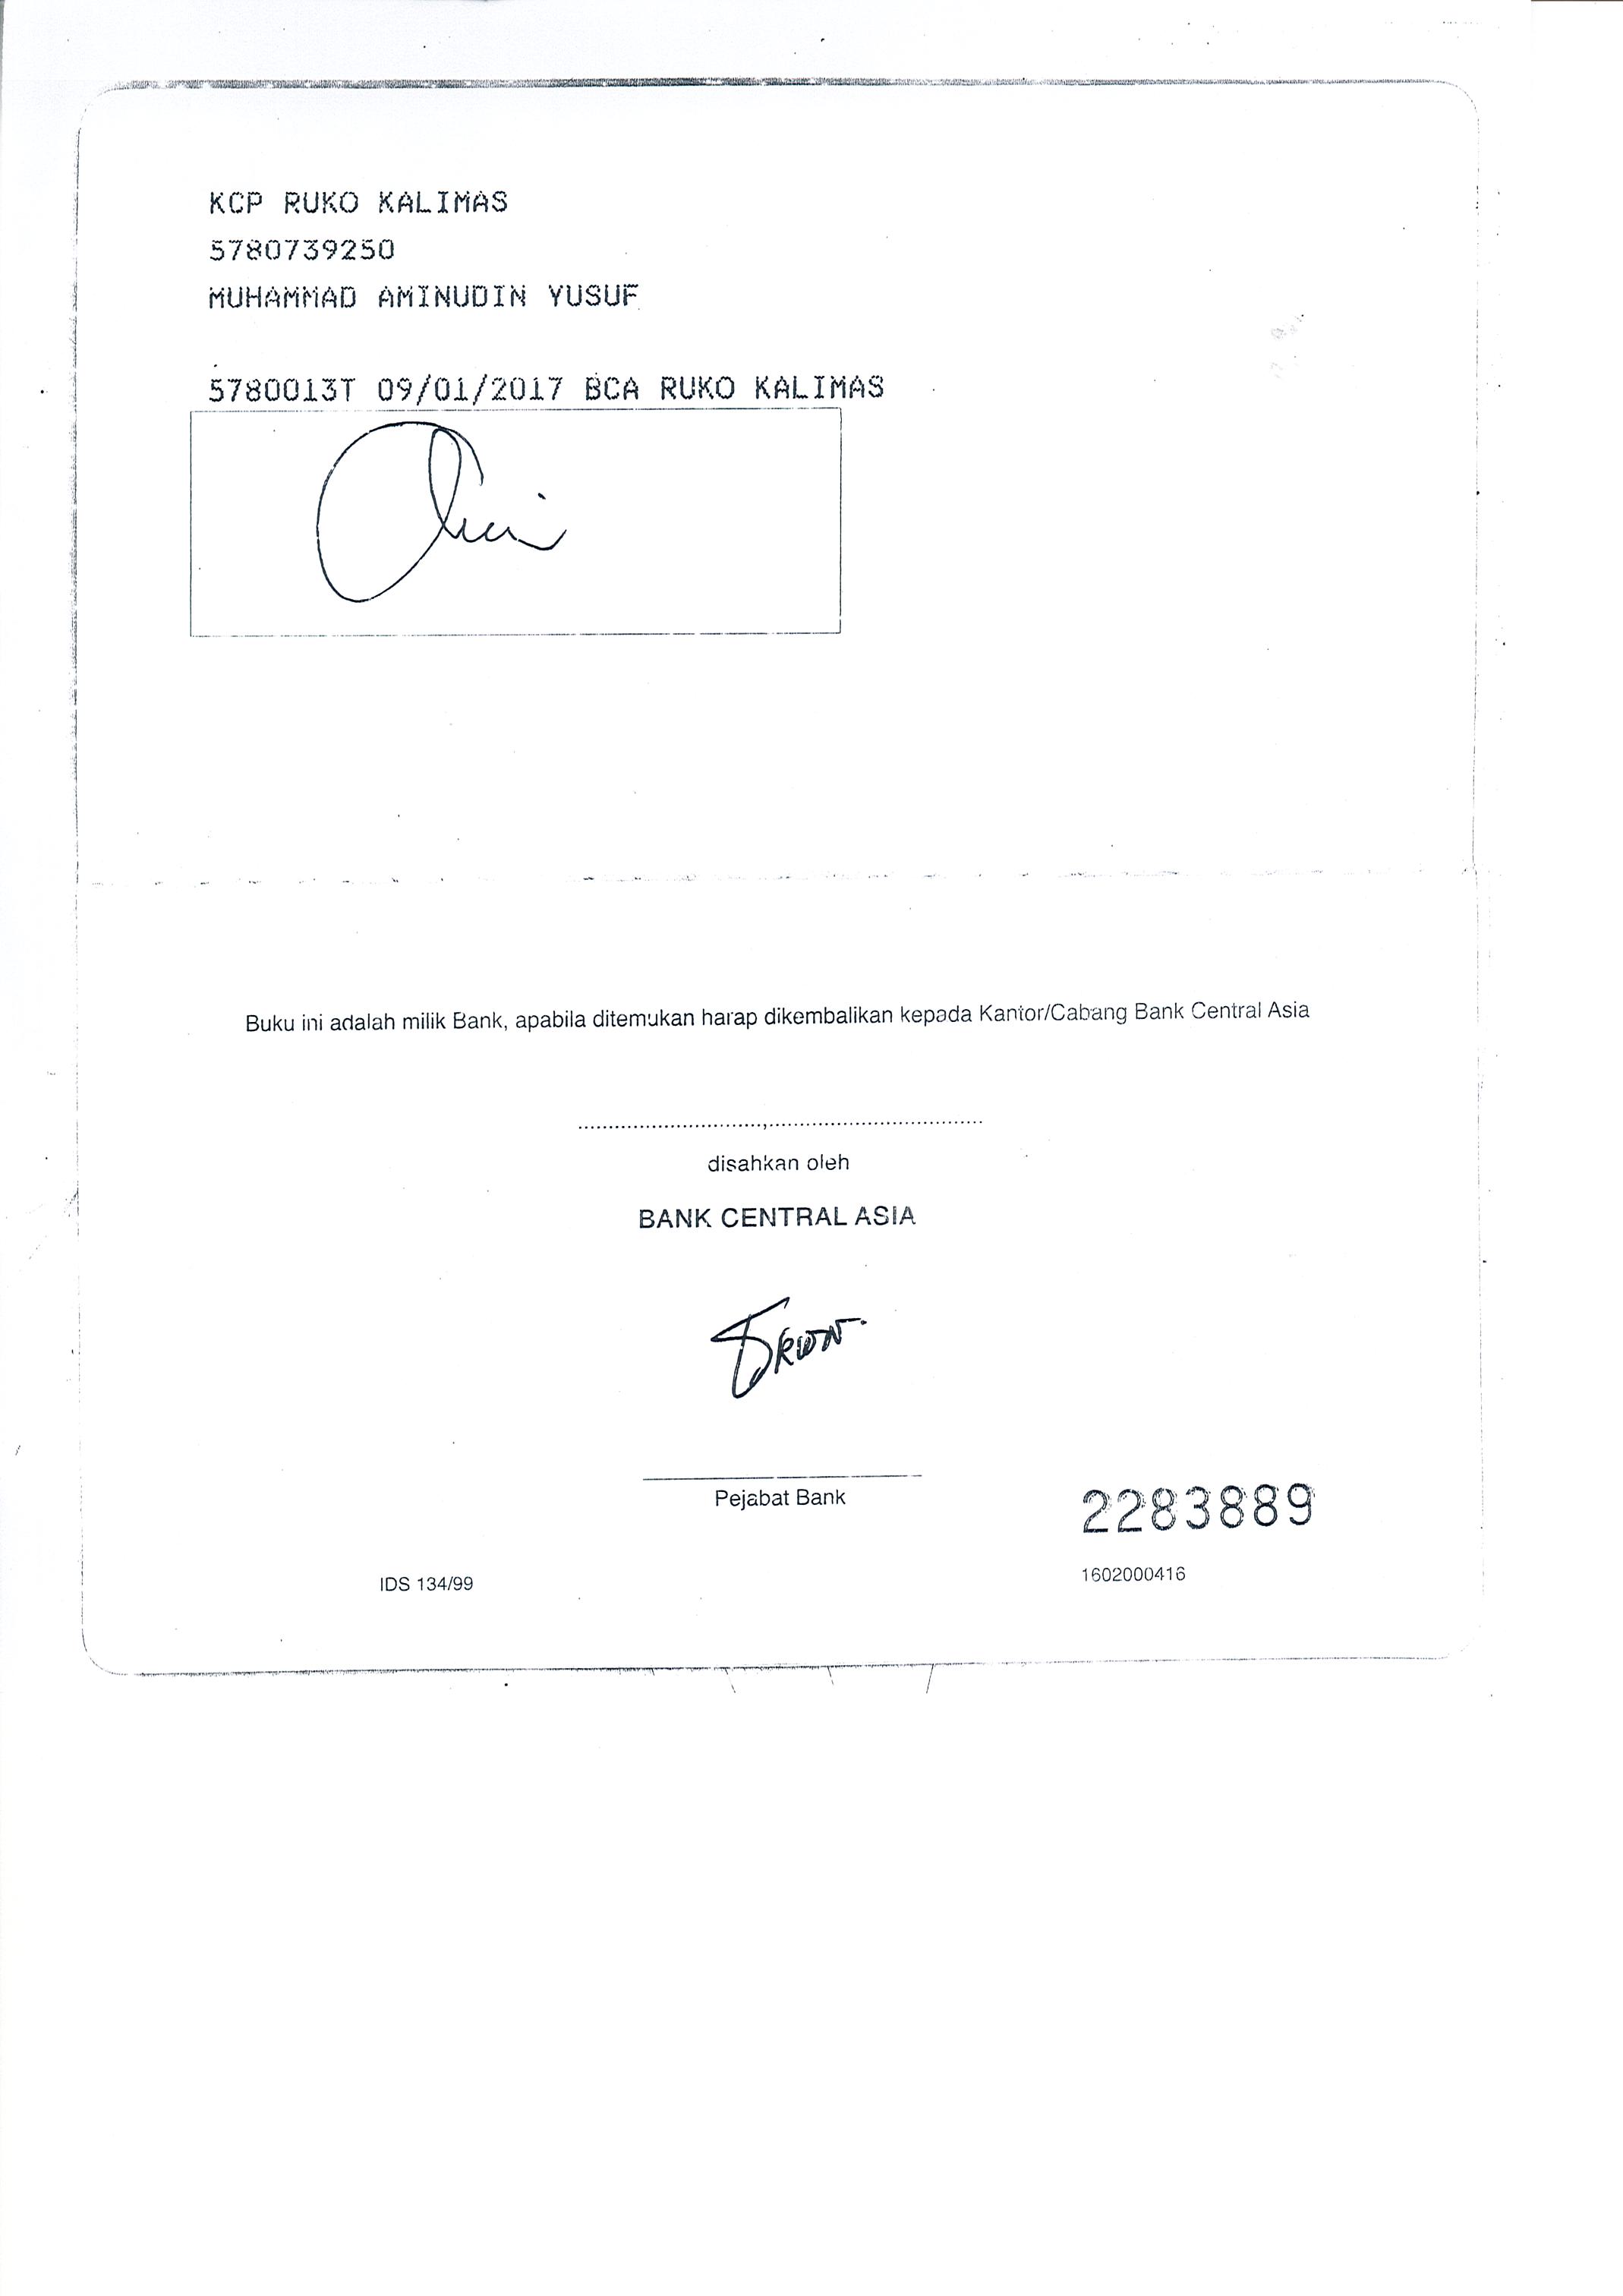 KCP RUKO KALIMAS
5780739250
MUHAMMAD AMINUDIN YUSUF
5780013T 09/01/2017 BCA RUKO KALIMAS
Buku ini adalah milik Bank, apabila ditemukan harap dikembalikan kepada Kantor/Cabang Bank Central Asia
disahkan oleh
BANK CENTRAL ASIA
Pejabat Bank
2283889
1602000416
IDS 134/99